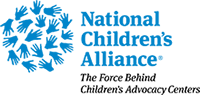 National
Children's
Alliance®
The Force Behind
Children's Advocacy Centers